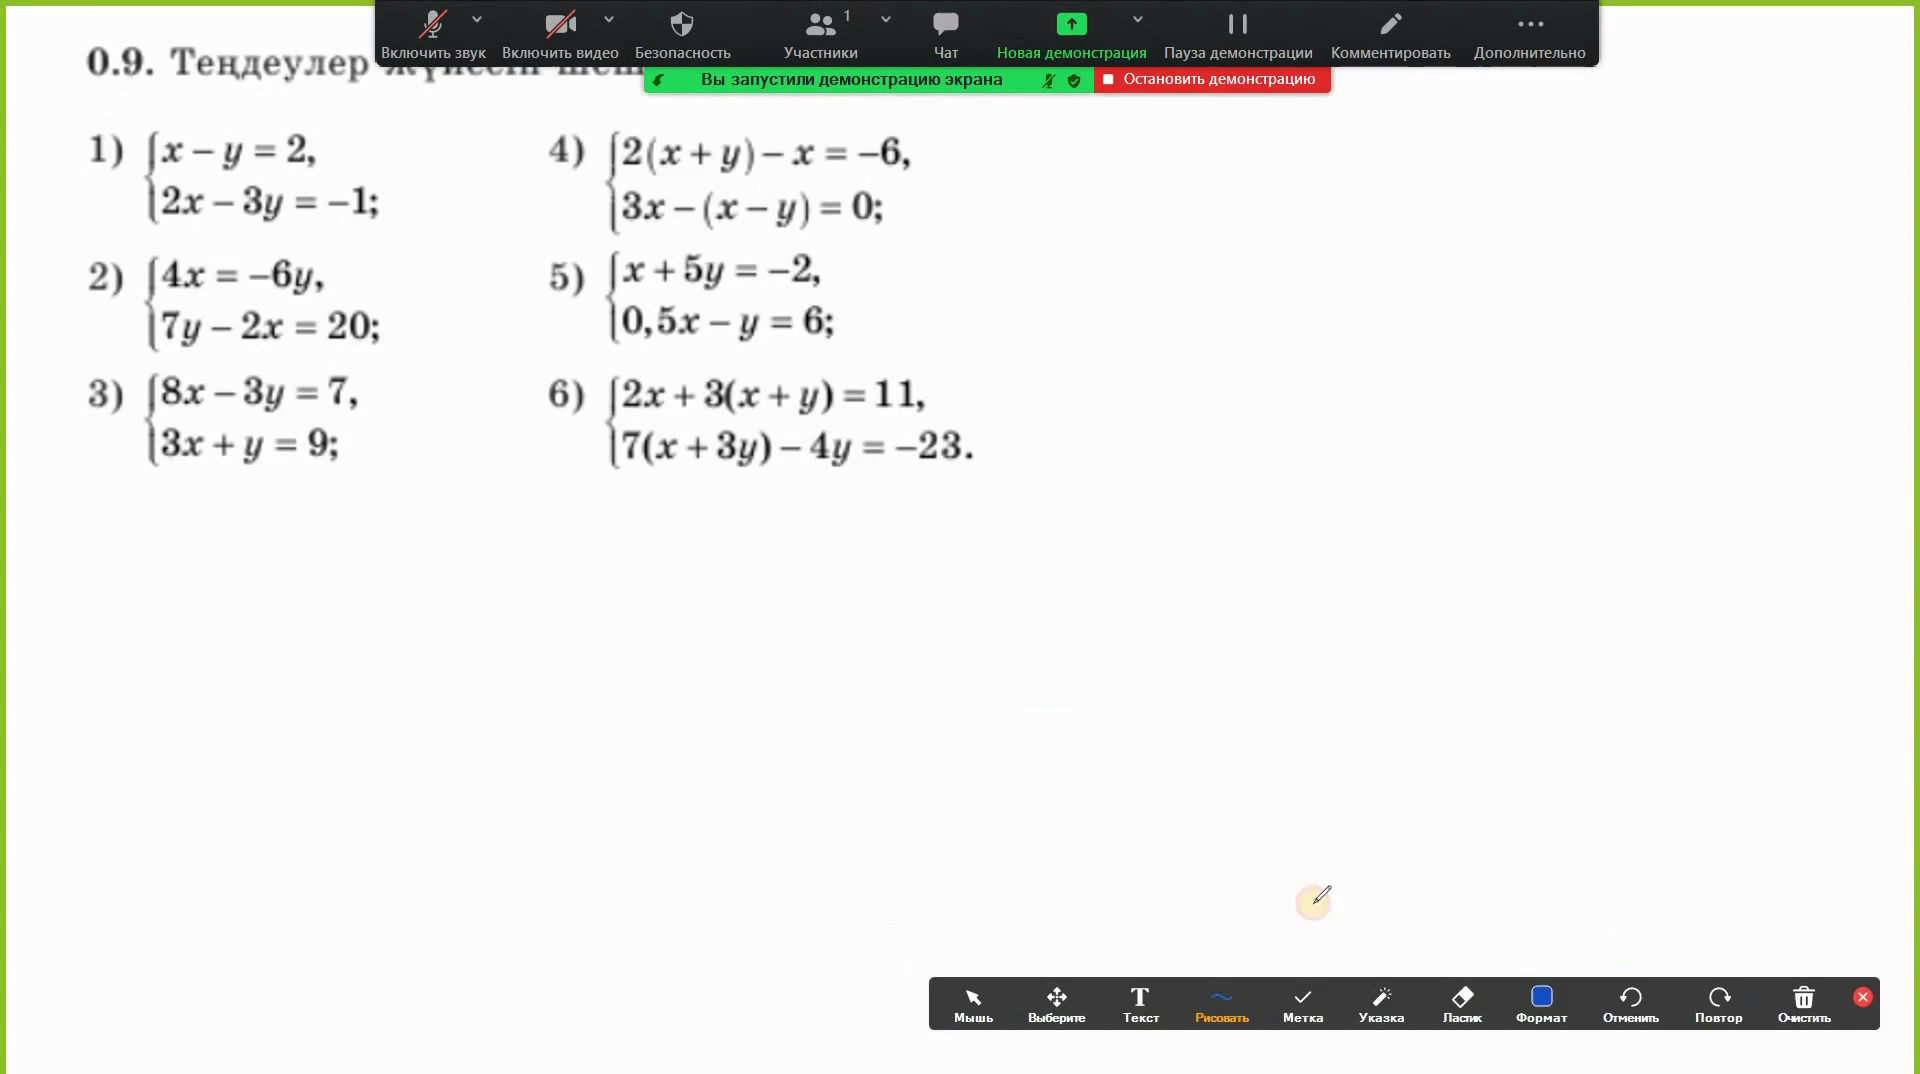 Включить звук
Включить видео
Безопасность
Участники 1
Чат
Новая демонстрация
Пауза демонстрации
Комментировать
Дополнительно
Вы запустили демонстрацию экрана
Остановить демонстрацию
0.9. Теңдеулер
1) {x − y = 2,
2x − 3y = −1;
2) {4x = −6y,
7y − 2x = 20;
3) {8x − 3y = 7,
3x + y = 9;
4) {2(x + y) − x = −6,
3x − (x − y) = 0;
5) {x + 5y = −2,
0,5x − y = 6;
6) {2x + 3(x + y) = 11,
7(x + 3y) − 4y = −23.
Мышь
Выберите
Текст
Рисовать
Метка
Указка
Ластик
Формат
Отменить
Повтор
Очистить